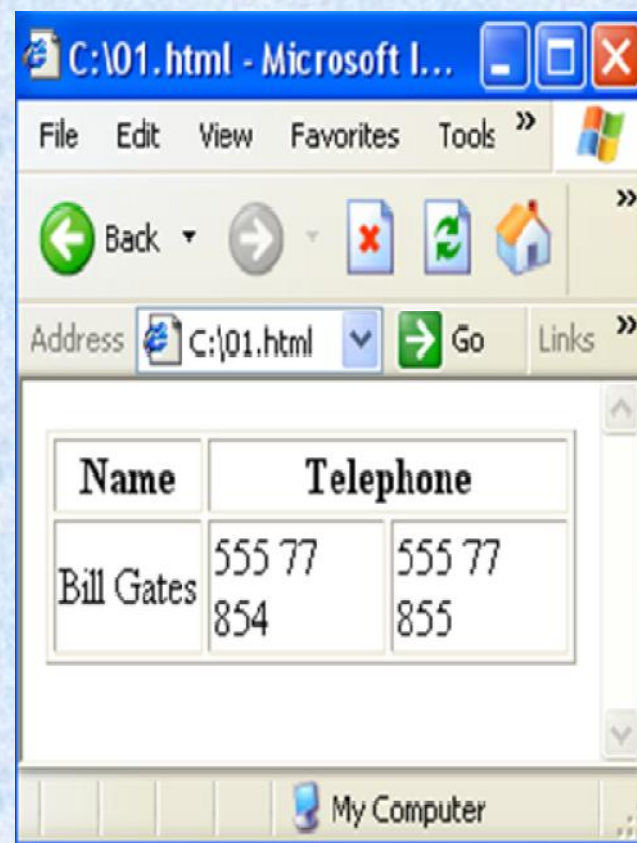 C:\01.html - Microsoft I...
File Edit View Favorites Tools »
Back »
Address C:\01.html Go Links »
Name Telephone
Bill Gates 555 77 854 555 77 855
My Computer